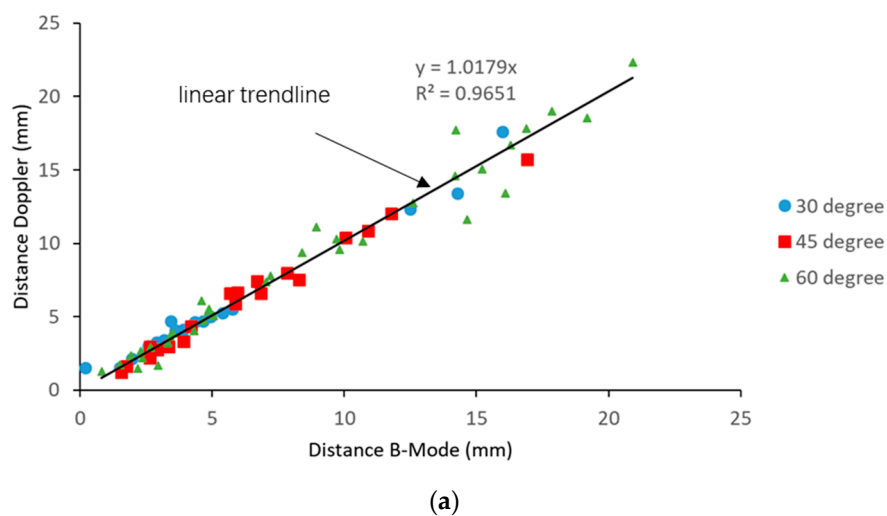 25
20
15
10
5
0
Distance Doppler (mm)
y = 1.0179x
R² = 0.9651
linear trendline
30 degree
45 degree
60 degree
0 5 10 15 20 25
Distance B-Mode (mm)
(a)